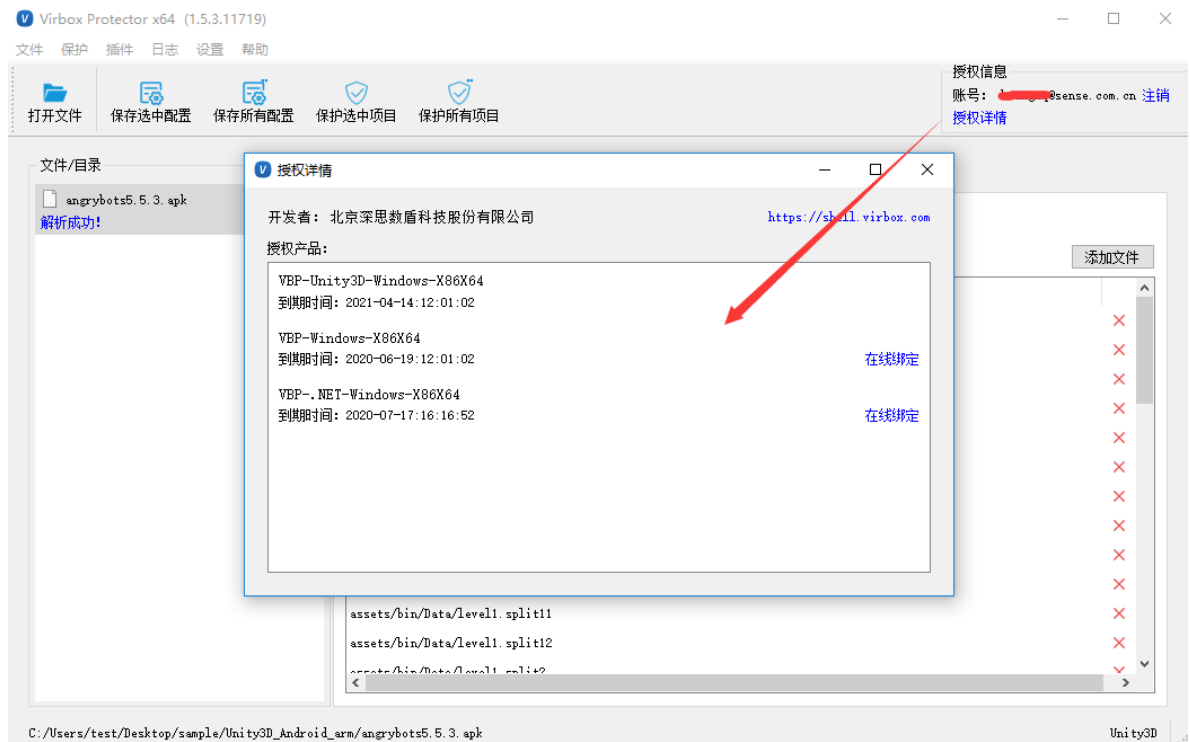 Virbox Protector x64 (1.5.3.11719)
文件 保护 插件 日志 设置 帮助
打开文件 保存选中配置 保存所有配置 保护选中项目 保护所有项目
授权信息
账号: @sense.com.cn 注销
授权详情
文件/目录
angrybots5.5.3.apk
解析成功!
授权详情
开发者: 北京深思数盾科技股份有限公司 https://shell.virbox.com
授权产品:
添加文件
VBP-Unity3D-Windows-X86X64
到期时间: 2021-04-14:12:01:02
VBP-Windows-X86X64
到期时间: 2020-06-19:12:01:02 在线绑定
VBP-.NET-Windows-X86X64
到期时间: 2020-07-17:16:16:52 在线绑定
assets/bin/Data/level1.split11
assets/bin/Data/level1.split12
assets/bin/Data/level1.split2
C:/Users/test/Desktop/sample/Unity3D_Android_arm/angrybots5.5.3.apk Unity3D